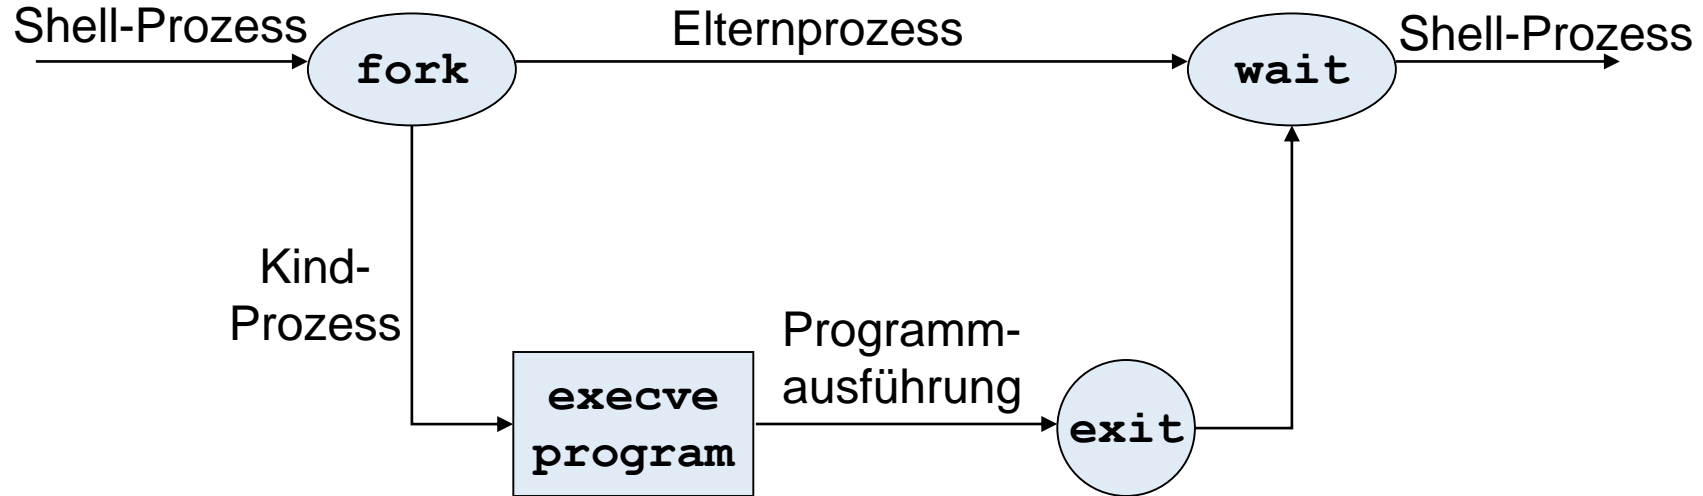 Shell-Prozess
fork
Elternprozess
wait
Shell-Prozess
Kind-
Prozess
execve
program
Programm-
ausführung
exit